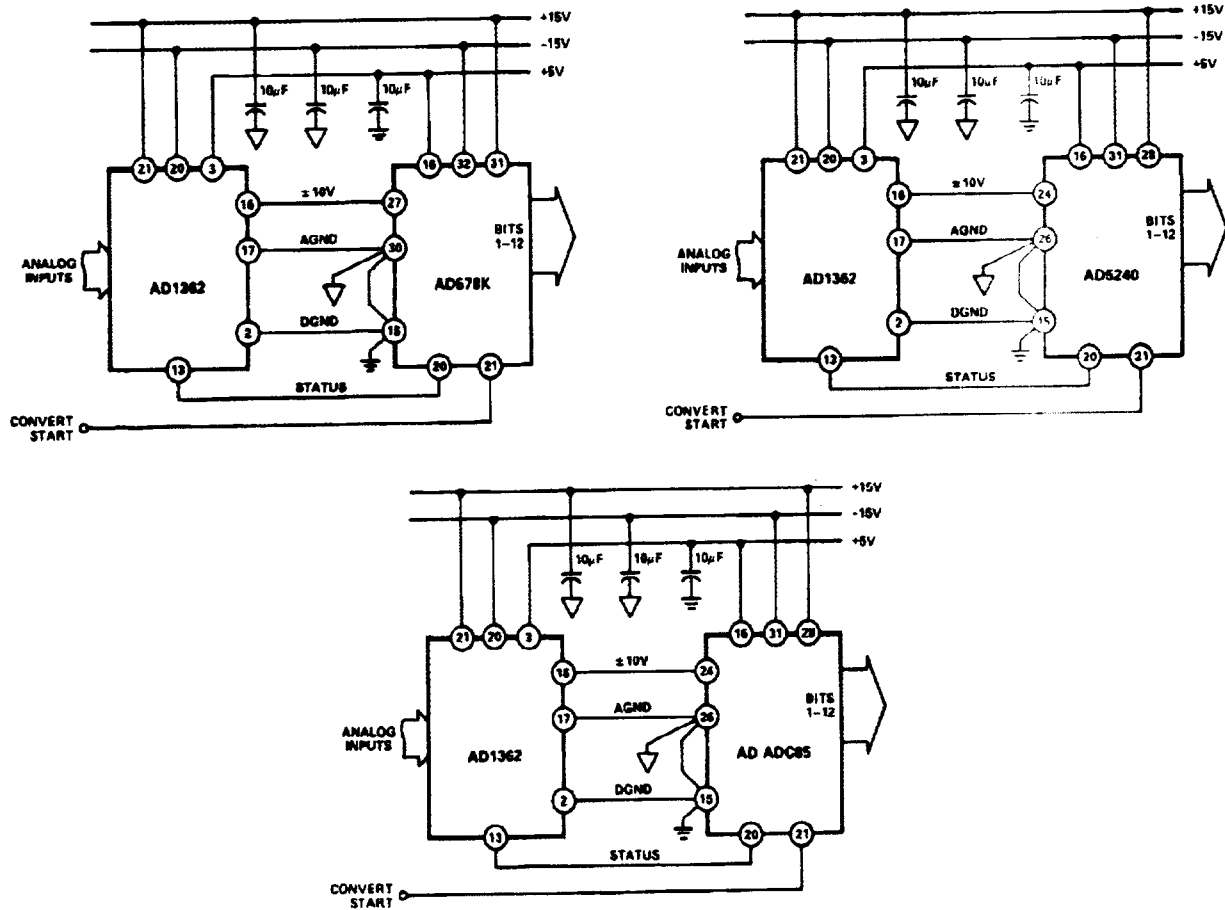 +15V
-15V
+5V
10µF 10µF 10µF
21 20 3 16 32 31
16 ±10V 27
BITS
1–12
17 AGND 30
ANALOG
INPUTS
AD1362
AD578K
2 DGND 18
13 20 21
STATUS
CONVERT
START
+15V
-15V
+5V
10µF 10µF 10µF
21 20 3 16 31 28
16 ±10V 24
BITS
1–12
17 AGND 26
ANALOG
INPUTS
AD1362
AD5240
2 DGND 15
13 20 21
STATUS
CONVERT
START
+15V
-15V
+5V
10µF 10µF 10µF
21 20 3 16 31 28
16 ±10V 24
BITS
1–12
17 AGND 26
ANALOG
INPUTS
AD1362
AD ADC85
2 DGND 15
13 20 21
STATUS
CONVERT
START